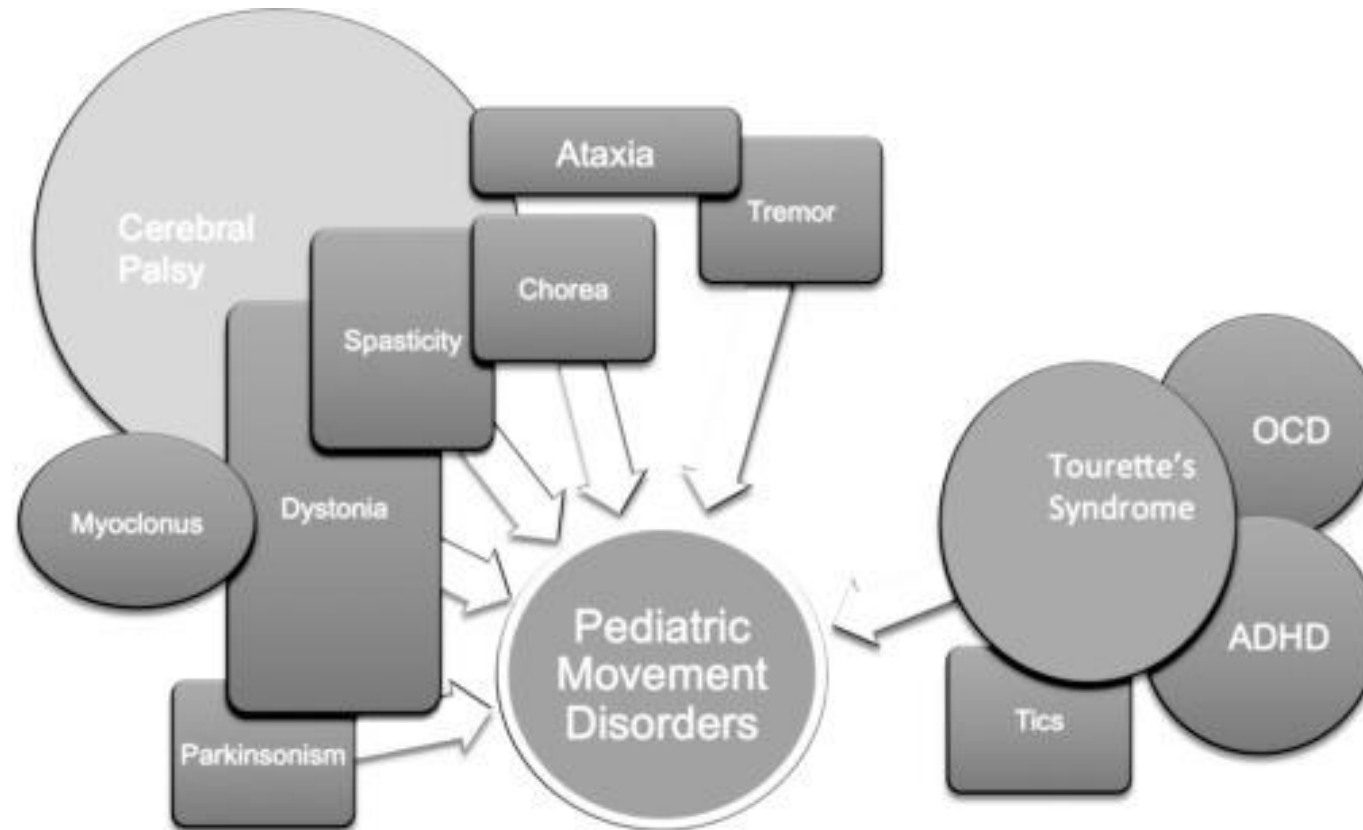 Ataxia
Tremor
Cerebral
Palsy
Chorea
Spasticity
OCD
Tourette's
Syndrome
Dystonia
Myoclonus
Pediatric
Movement
Disorders
ADHD
Tics
Parkinsonism